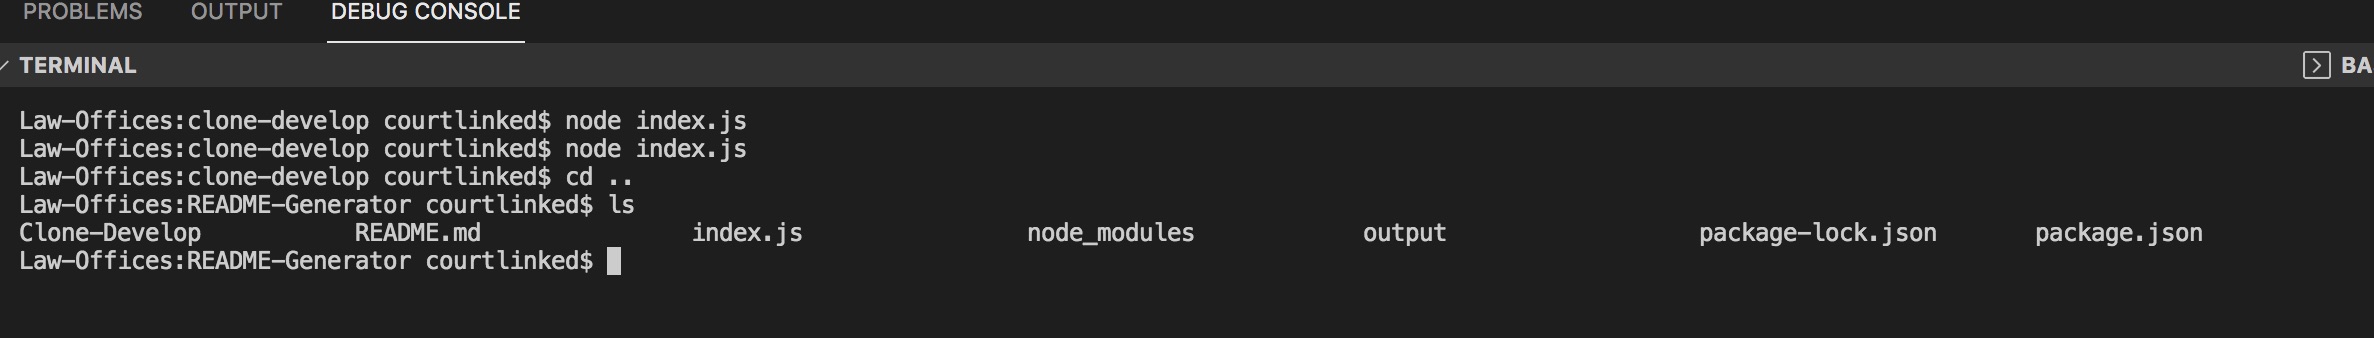 PROBLEMS OUTPUT DEBUG CONSOLE
TERMINAL BA
Law-Offices:clone-develop courtlinked$ node index.js
Law-Offices:clone-develop courtlinked$ node index.js
Law-Offices:clone-develop courtlinked$ cd ..
Law-Offices:README-Generator courtlinked$ ls
Clone-Develop README.md index.js node_modules output package-lock.json package.json
Law-Offices:README-Generator courtlinked$